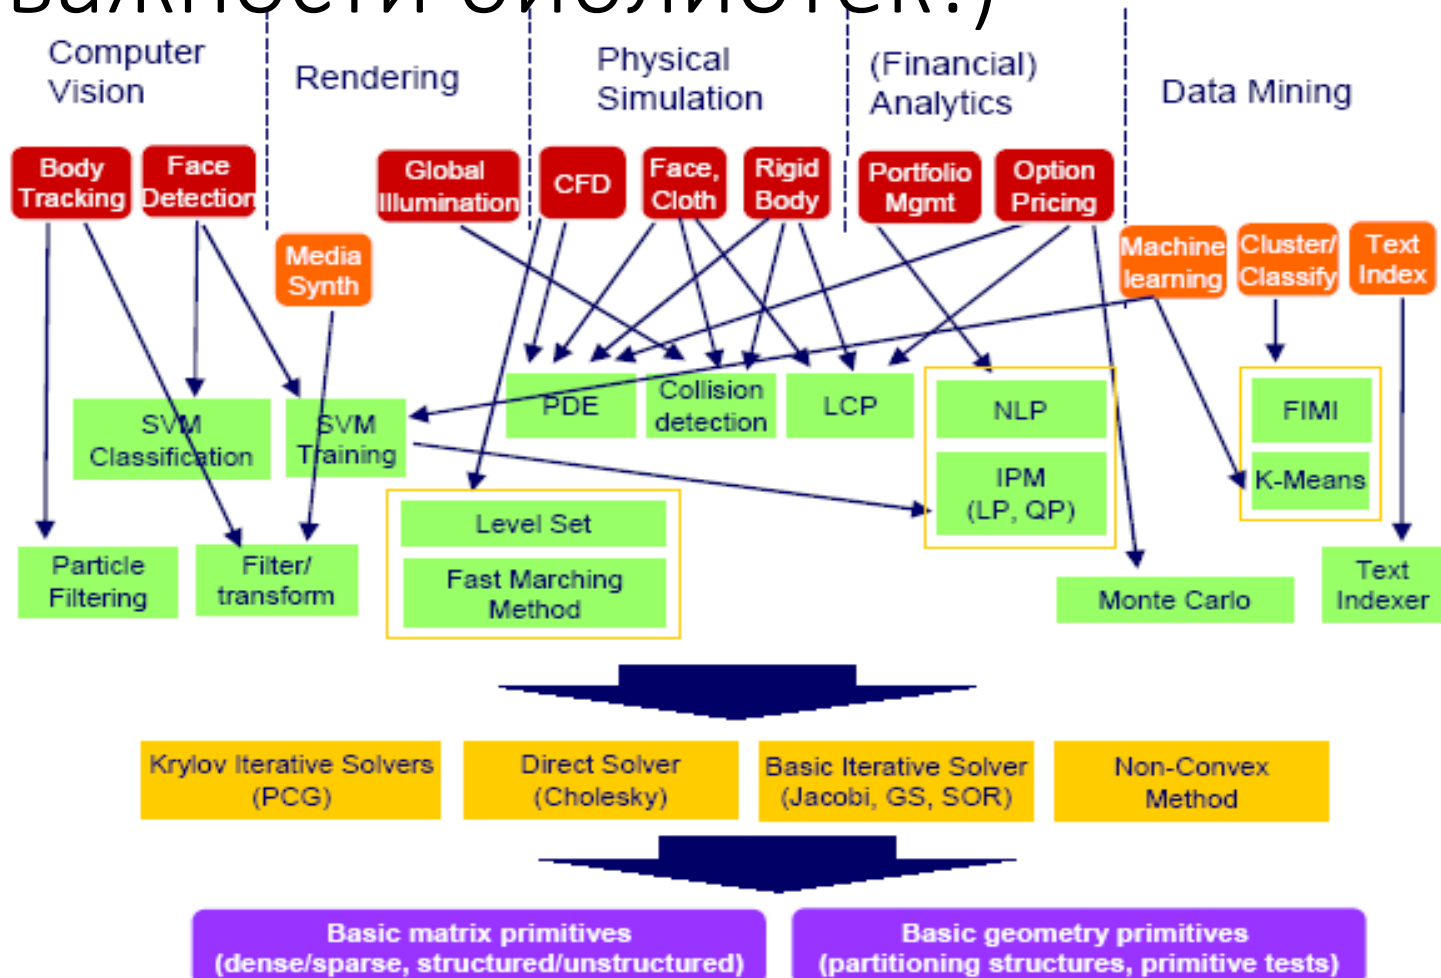 важности библиотек!)
Computer
Vision
Rendering
Physical
Simulation
(Financial)
Analytics
Data Mining
Body
Tracking
Face
Detection
Global
Illumination
CFD
Face,
Cloth
Rigid
Body
Portfolio
Mgmt
Option
Pricing
Media
Synth
Machine
learning
Cluster/
Classify
Text
Index
SVM
Classification
SVM
Training
PDE
Collision
detection
LCP
NLP
IPM
(LP, QP)
FIMI
K-Means
Level Set
Fast Marching
Method
Particle
Filtering
Filter/
transform
Monte Carlo
Text
Indexer
Krylov Iterative Solvers
(PCG)
Direct Solver
(Cholesky)
Basic Iterative Solver
(Jacobi, GS, SOR)
Non-Convex
Method
Basic matrix primitives
(dense/sparse, structured/unstructured)
Basic geometry primitives
(partitioning structures, primitive tests)